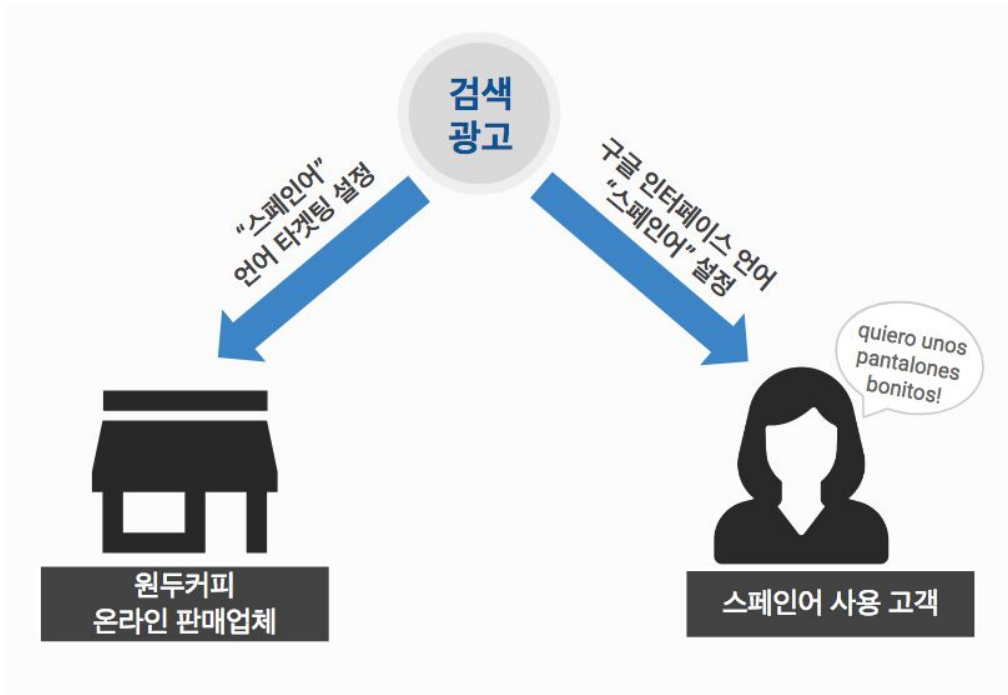 검색
광고
“스페인어”
언어 타겟팅 설정
구글 인터페이스 언어
“스페인어” 설정
quiero unos
pantalones
bonitos!
원두커피
온라인 판매업체
스페인어 사용 고객